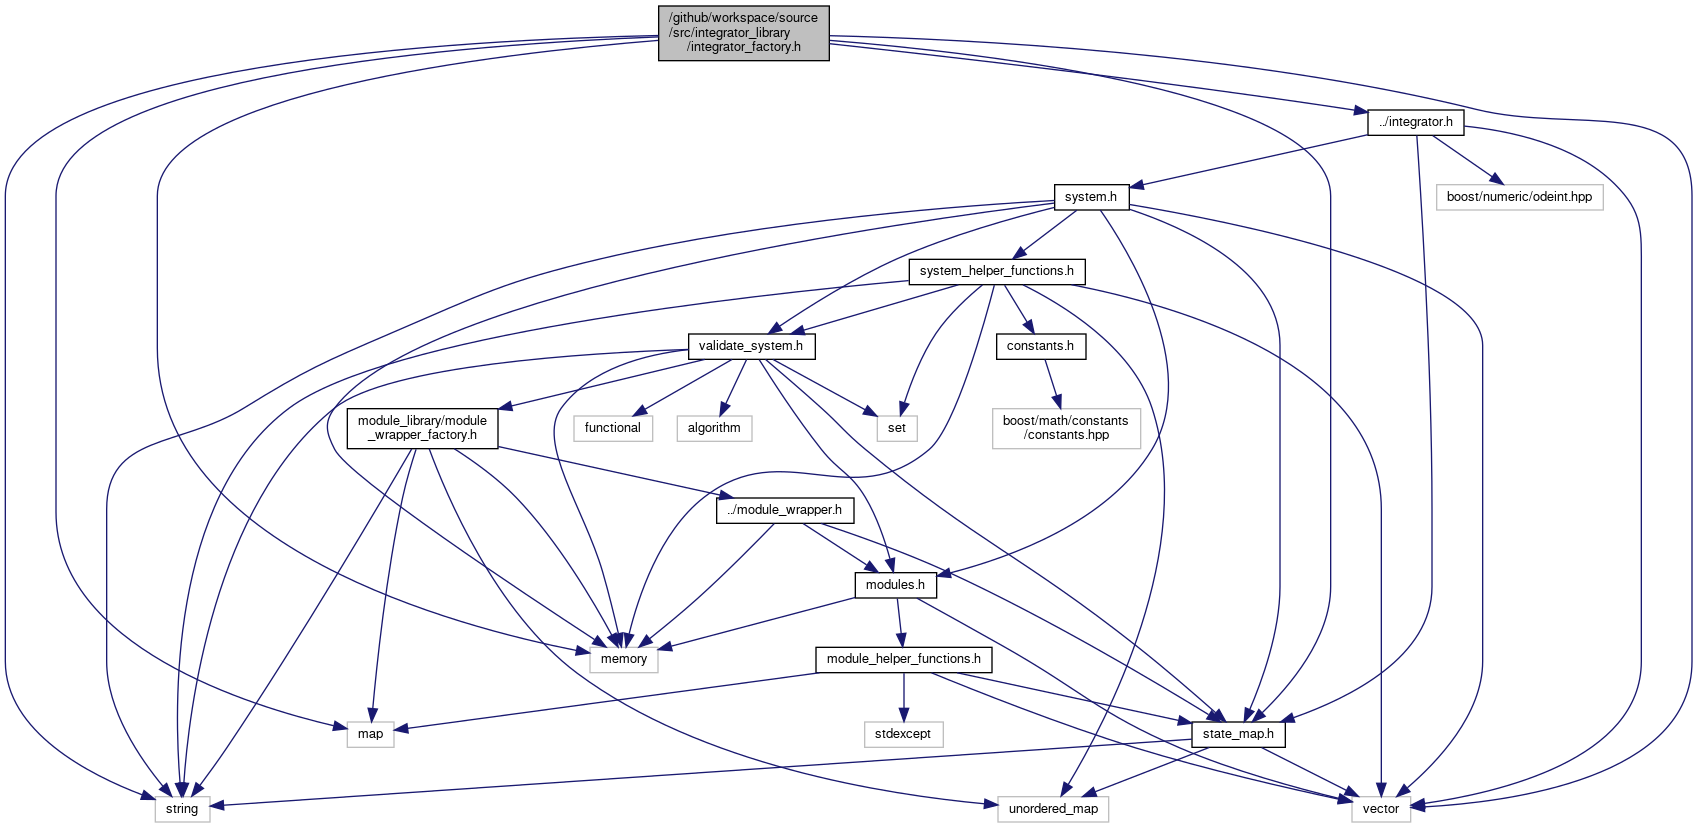 /github/workspace/source
/src/integrator_library
/integrator_factory.h
../integrator.h
system.h
boost/numeric/odeint.hpp
system_helper_functions.h
validate_system.h
constants.h
module_library/module
_wrapper_factory.h
functional
algorithm
set
boost/math/constants
/constants.hpp
../module_wrapper.h
modules.h
memory
module_helper_functions.h
map
stdexcept
state_map.h
string
unordered_map
vector